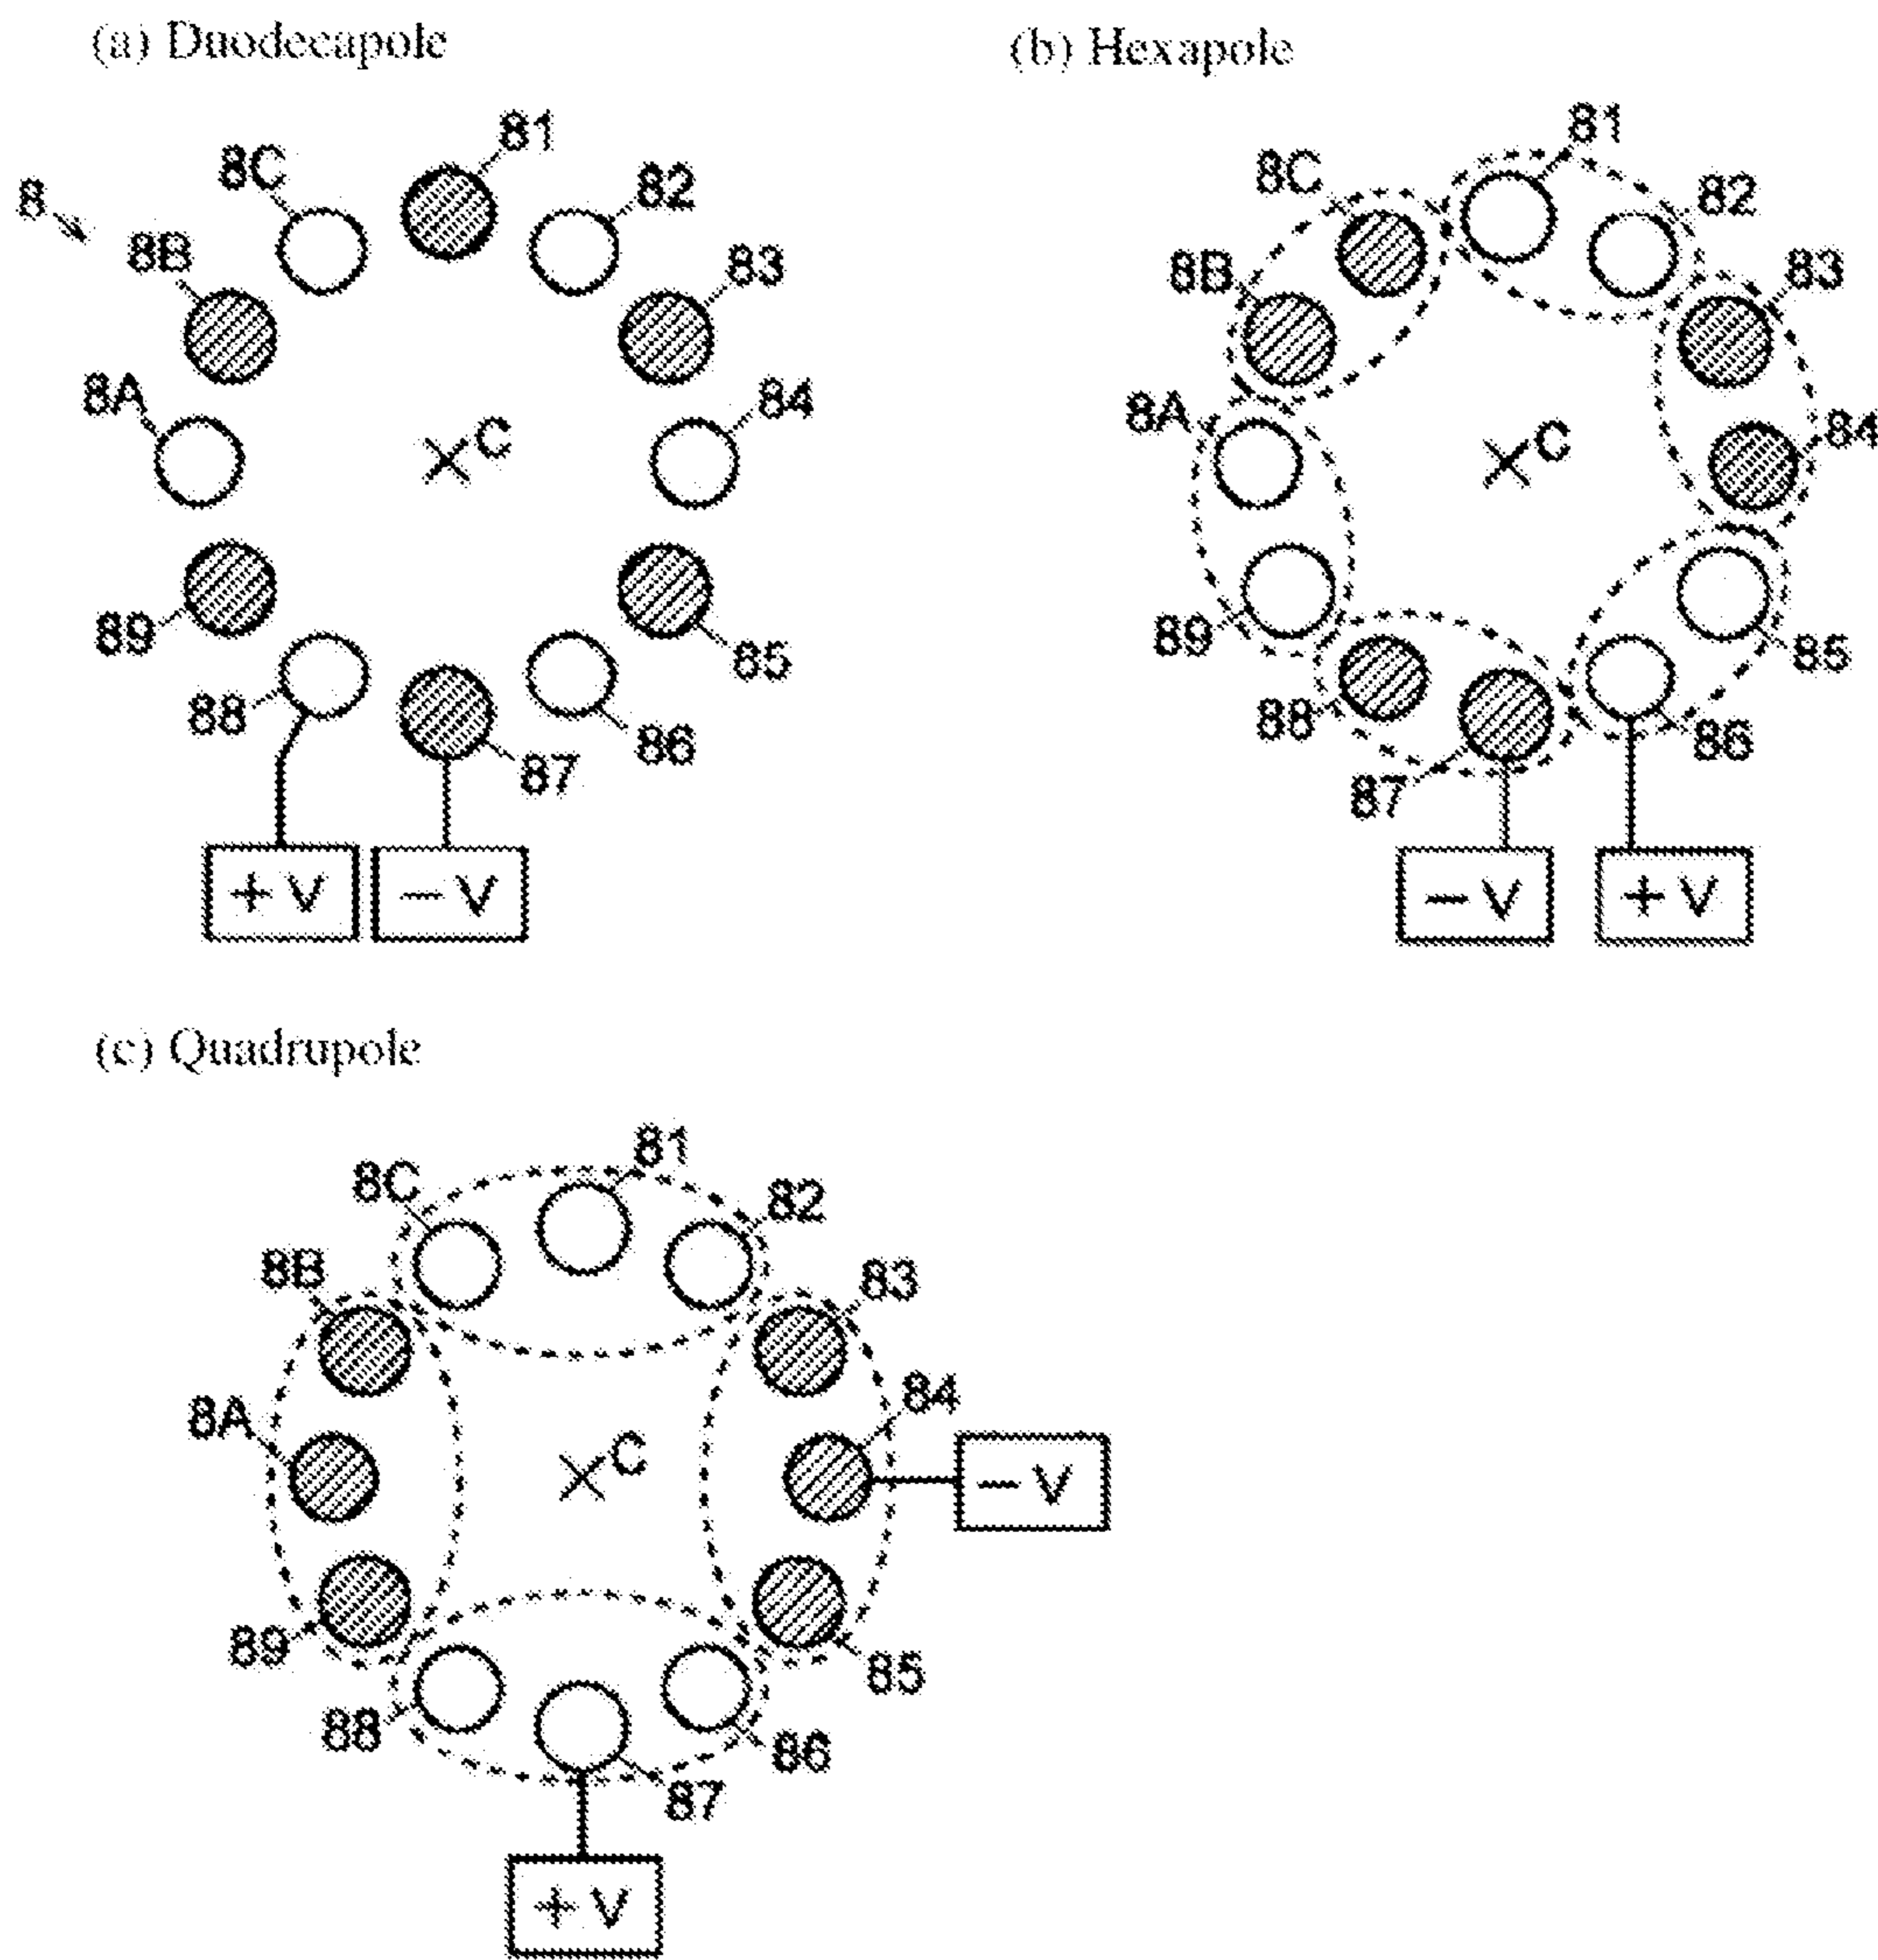 (a) Duodecapole
8
8C
81
82
8B
83
8A
C
84
89
85
88
87
86
+V
−V
(b) Hexapole
8C
81
82
8B
83
8A
C
84
89
85
88
86
87
−V
+V
(c) Quadrupole
8C
81
82
8B
83
8A
C
84
−V
89
85
88
86
87
+V